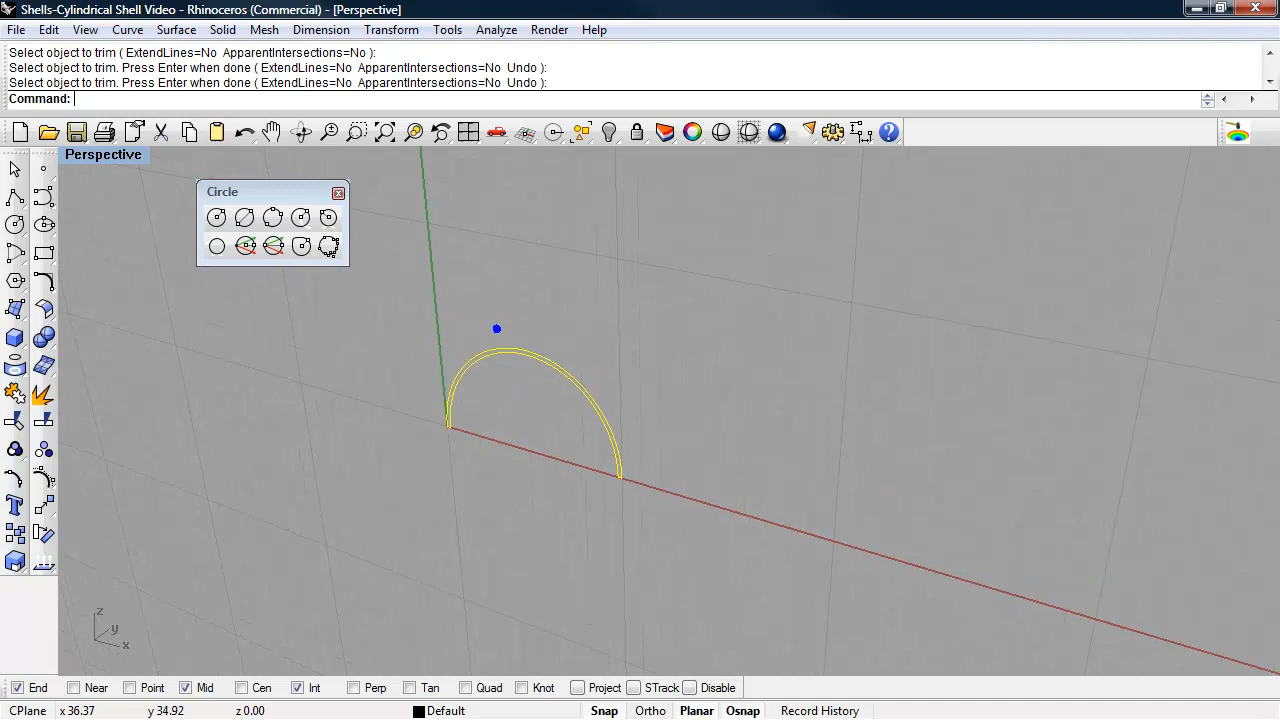 Shells-Cylindrical Shell Video - Rhinoceros (Commercial) - [Perspective]
File Edit View Curve Surface Solid Mesh Dimension Transform Tools Analyze Render Help
Select object to trim ( ExtendLines=No ApparentIntersections=No ):
Select object to trim. Press Enter when done ( ExtendLines=No ApparentIntersections=No Undo ):
Select object to trim. Press Enter when done ( ExtendLines=No ApparentIntersections=No Undo ):
Command:
Perspective
Circle
z
y
x
End Near Point Mid Cen Int Perp Tan Quad Knot Project STrack Disable
CPlane x 36.37 y 34.92 z 0.00 Default Snap Ortho Planar Osnap Record History